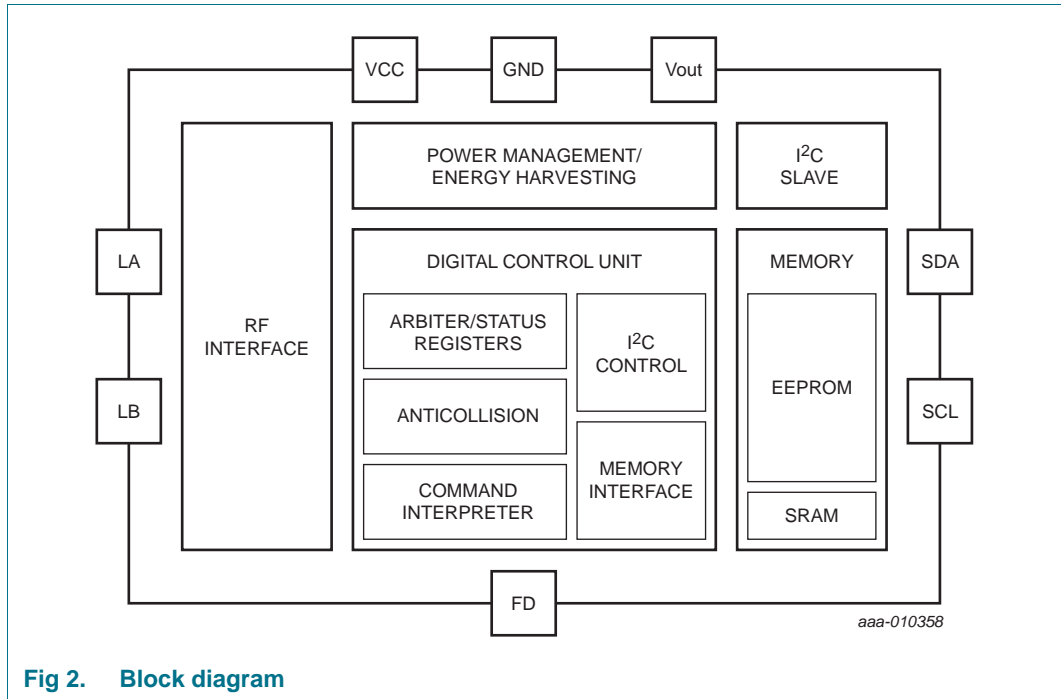 VCC
GND
Vout
POWER MANAGEMENT/
ENERGY HARVESTING
I²C
SLAVE
LA
LB
RF
INTERFACE
DIGITAL CONTROL UNIT
ARBITER/STATUS
REGISTERS
ANTICOLLISION
COMMAND
INTERPRETER
I²C
CONTROL
MEMORY
INTERFACE
MEMORY
EEPROM
SRAM
SDA
SCL
FD
aaa-010358
Fig 2. Block diagram